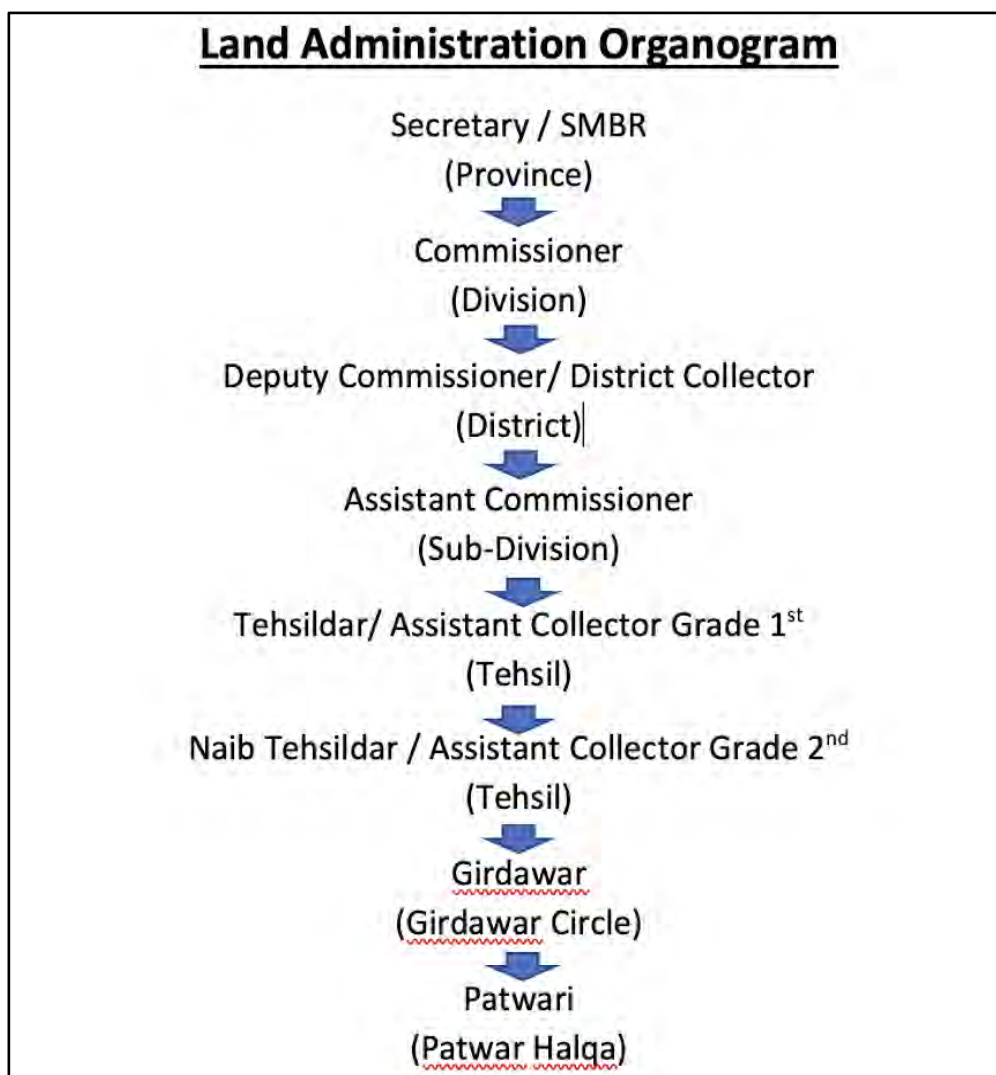 Land Administration Organogram
Secretary / SMBR
(Province)
Commissioner
(Division)
Deputy Commissioner/ District Collector
(District)
Assistant Commissioner
(Sub-Division)
Tehsildar/ Assistant Collector Grade 1st
(Tehsil)
Naib Tehsildar / Assistant Collector Grade 2nd
(Tehsil)
Girdawar
(Girdawar Circle)
Patwari
(Patwar Halqa)